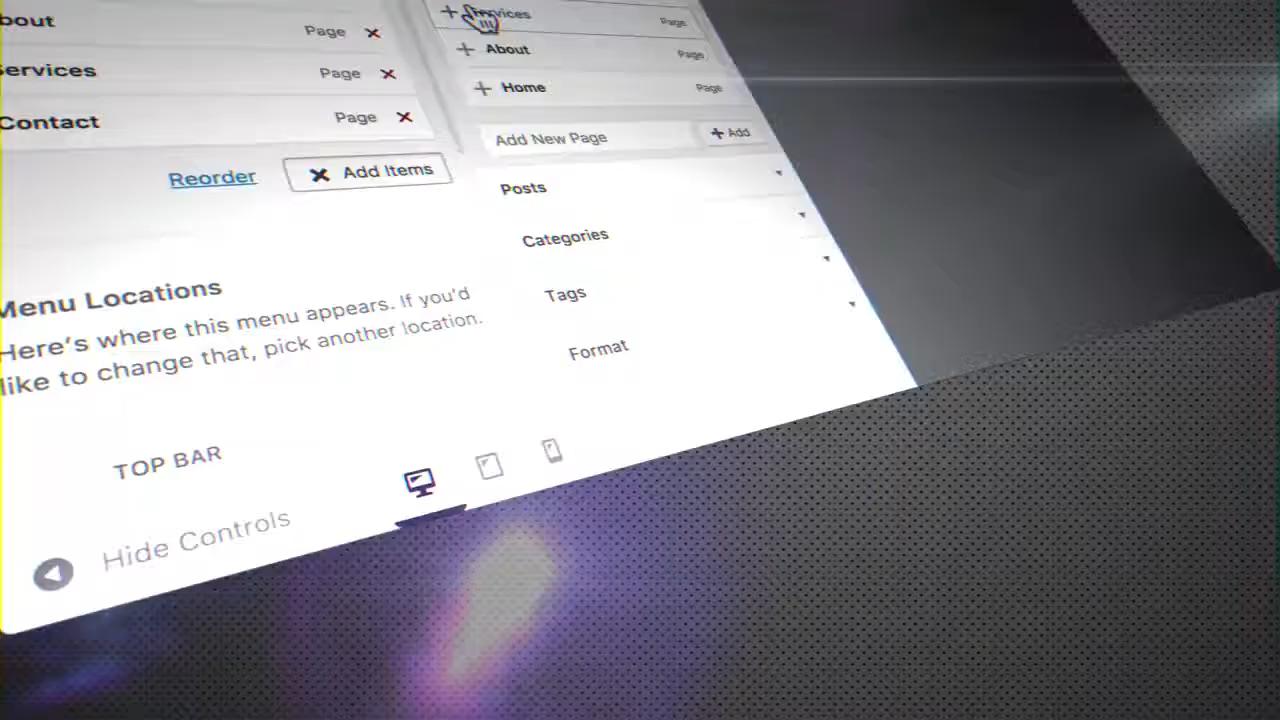 bout Page
ervices Page
Contact Page
Reorder Add Items
Menu Locations
Here's where this menu appears. If you'd
like to change that, pick another location.
TOP BAR
Hide Controls
Services Page
About Page
Home Page
Add New Page Add
Posts
Categories
Tags
Format